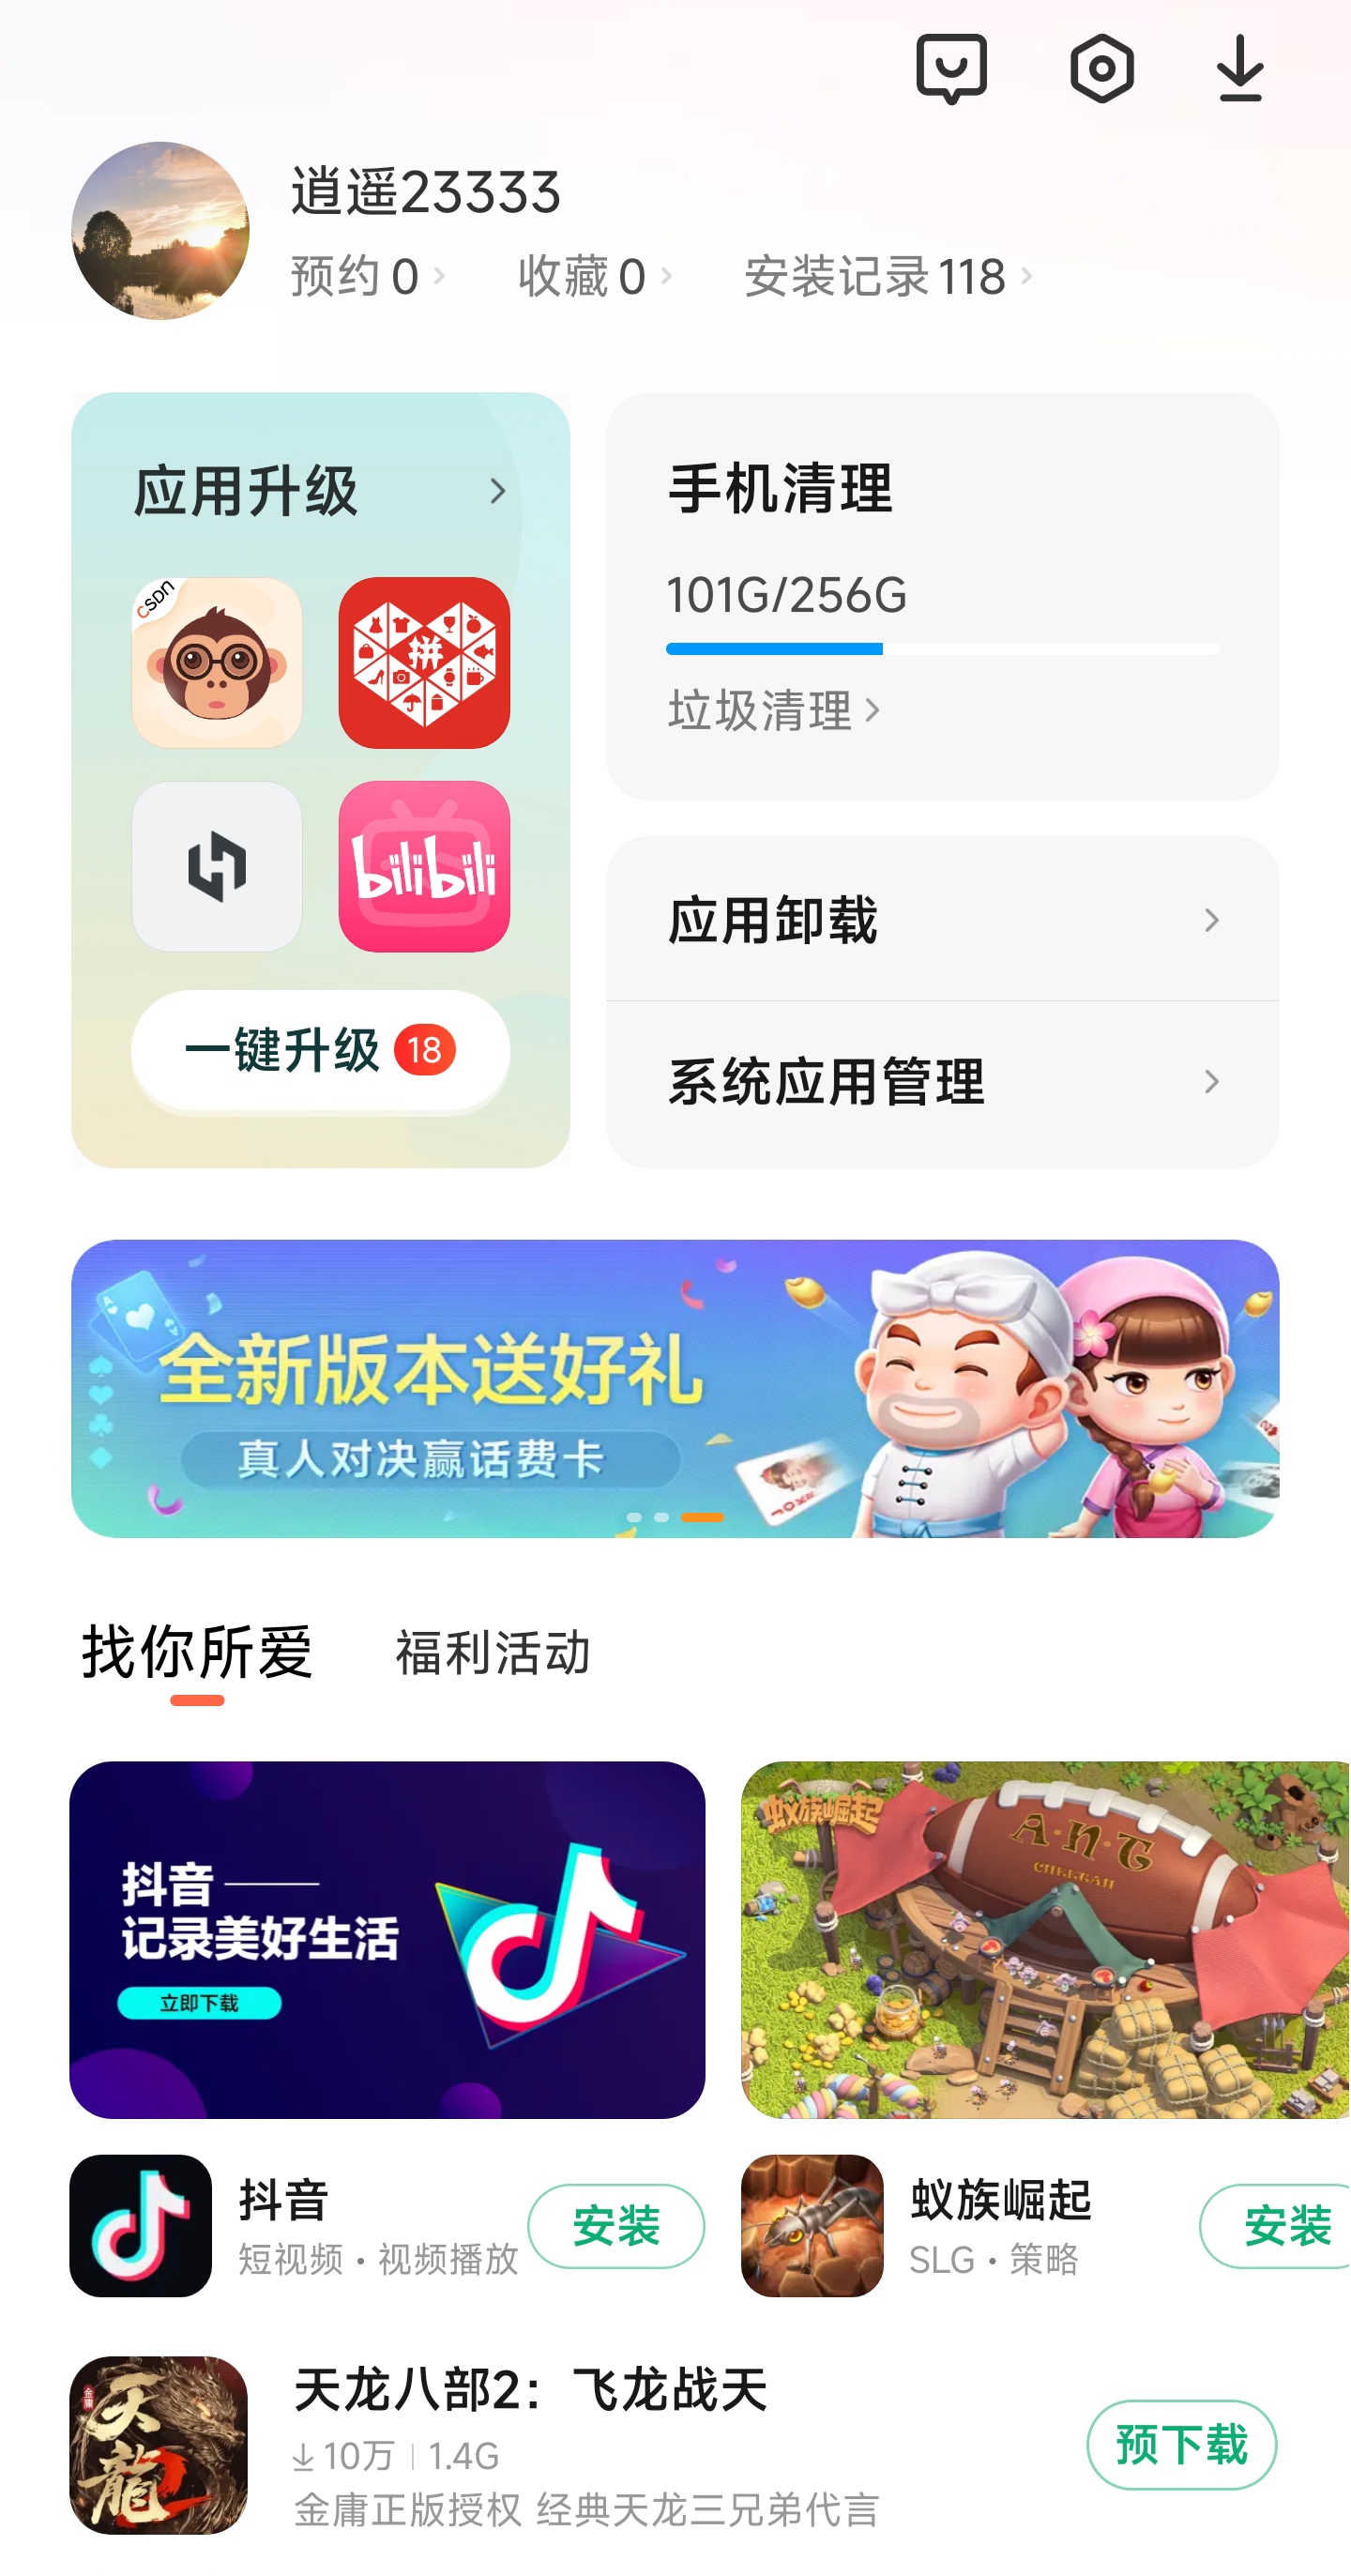 逍遥23333
预约 0
收藏 0
安装记录 118
应用升级
CSDN
拼
bilibili
一键升级 18
手机清理
101G/256G
垃圾清理
应用卸载
系统应用管理
全新版本送好礼
真人对决赢话费卡
找你所爱
福利活动
抖音
记录美好生活
立即下载
蚁族崛起
A·N·T
CHEETAH
抖音
短视频 · 视频播放
安装
蚁族崛起
SLG · 策略
安装
金庸
天龍2
天龙八部2：飞龙战天
10万 | 1.4G
金庸正版授权 经典天龙三兄弟代言
预下载